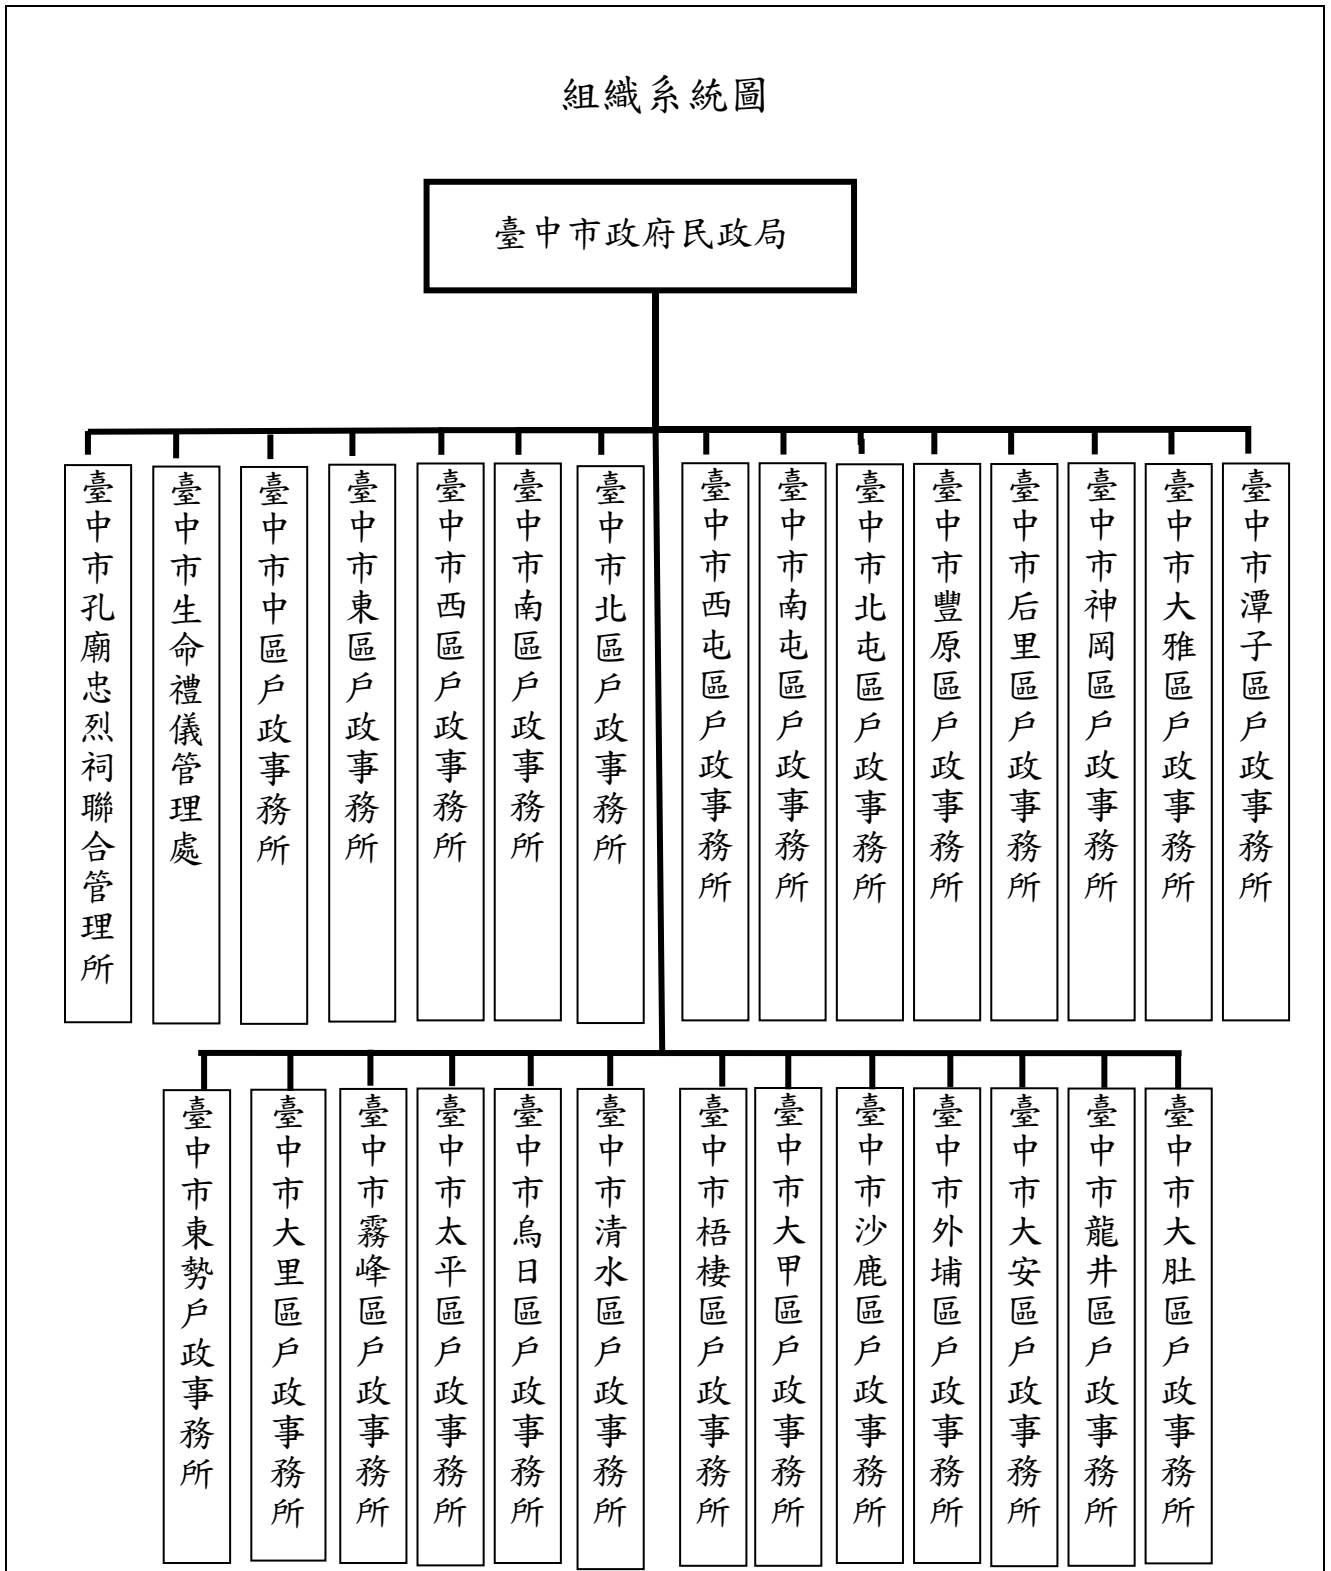 組織系統圖
臺中市政府民政局
臺中市孔廟忠烈祠聯合管理所
臺中市生命禮儀管理處
臺中市中區戶政事務所
臺中市東區戶政事務所
臺中市西區戶政事務所
臺中市南區戶政事務所
臺中市北區戶政事務所
臺中市西屯區戶政事務所
臺中市南屯區戶政事務所
臺中市北屯區戶政事務所
臺中市豐原區戶政事務所
臺中市后里區戶政事務所
臺中市神岡區戶政事務所
臺中市大雅區戶政事務所
臺中市潭子區戶政事務所
臺中市東勢戶政事務所
臺中市大里區戶政事務所
臺中市霧峰區戶政事務所
臺中市太平區戶政事務所
臺中市烏日區戶政事務所
臺中市清水區戶政事務所
臺中市梧棲區戶政事務所
臺中市大甲區戶政事務所
臺中市沙鹿區戶政事務所
臺中市外埔區戶政事務所
臺中市大安區戶政事務所
臺中市龍井區戶政事務所
臺中市大肚區戶政事務所